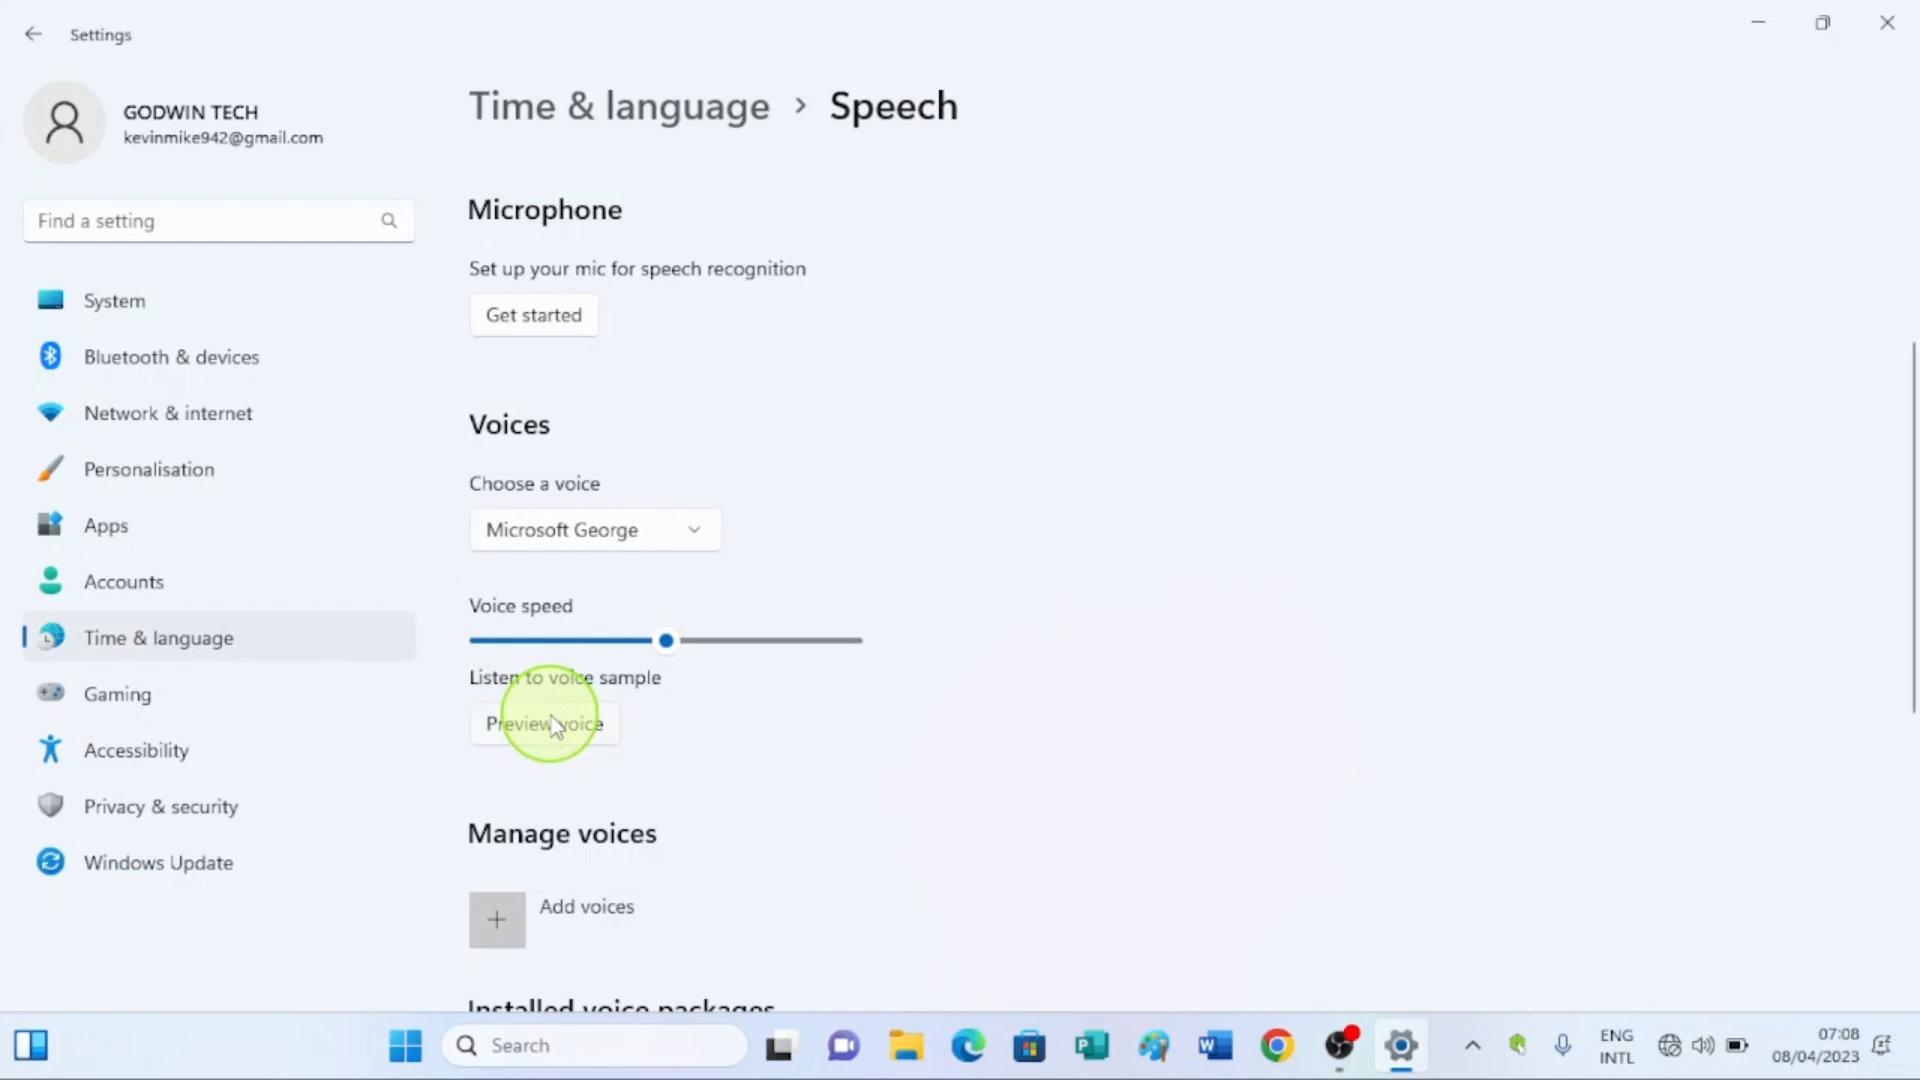 Settings
GODWIN TECH
kevinmike942@gmail.com
Find a setting
System
Bluetooth & devices
Network & internet
Personalisation
Apps
Accounts
Time & language
Gaming
Accessibility
Privacy & security
Windows Update
Time & language > Speech
Microphone
Set up your mic for speech recognition
Get started
Voices
Choose a voice
Microsoft George
Voice speed
Listen to voice sample
Preview voice
Manage voices
Add voices
Installed voice packages
Search
ENG
INTL
07:08
08/04/2023